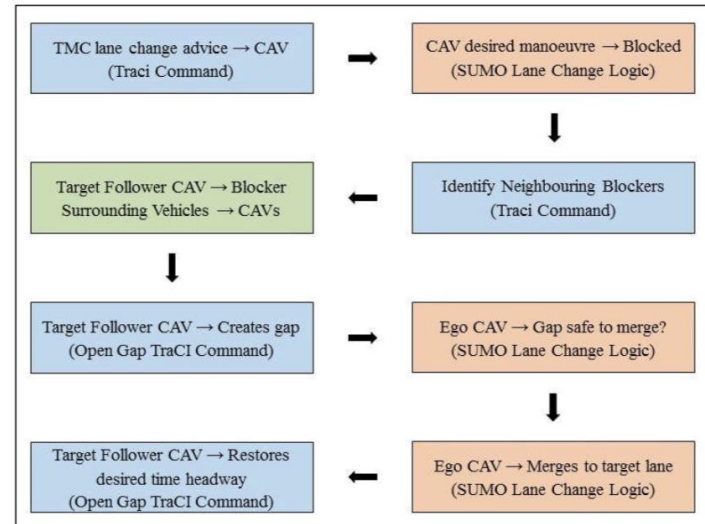 TMC lane change advice → CAV
(Traci Command)
CAV desired manoeuvre → Blocked
(SUMO Lane Change Logic)
Identify Neighbouring Blockers
(Traci Command)
Target Follower CAV → Blocker
Surrounding Vehicles → CAVs
Target Follower CAV → Creates gap
(Open Gap TraCI Command)
Ego CAV → Gap safe to merge?
(SUMO Lane Change Logic)
Ego CAV → Merges to target lane
(SUMO Lane Change Logic)
Target Follower CAV → Restores
desired time headway
(Open Gap TraCI Command)